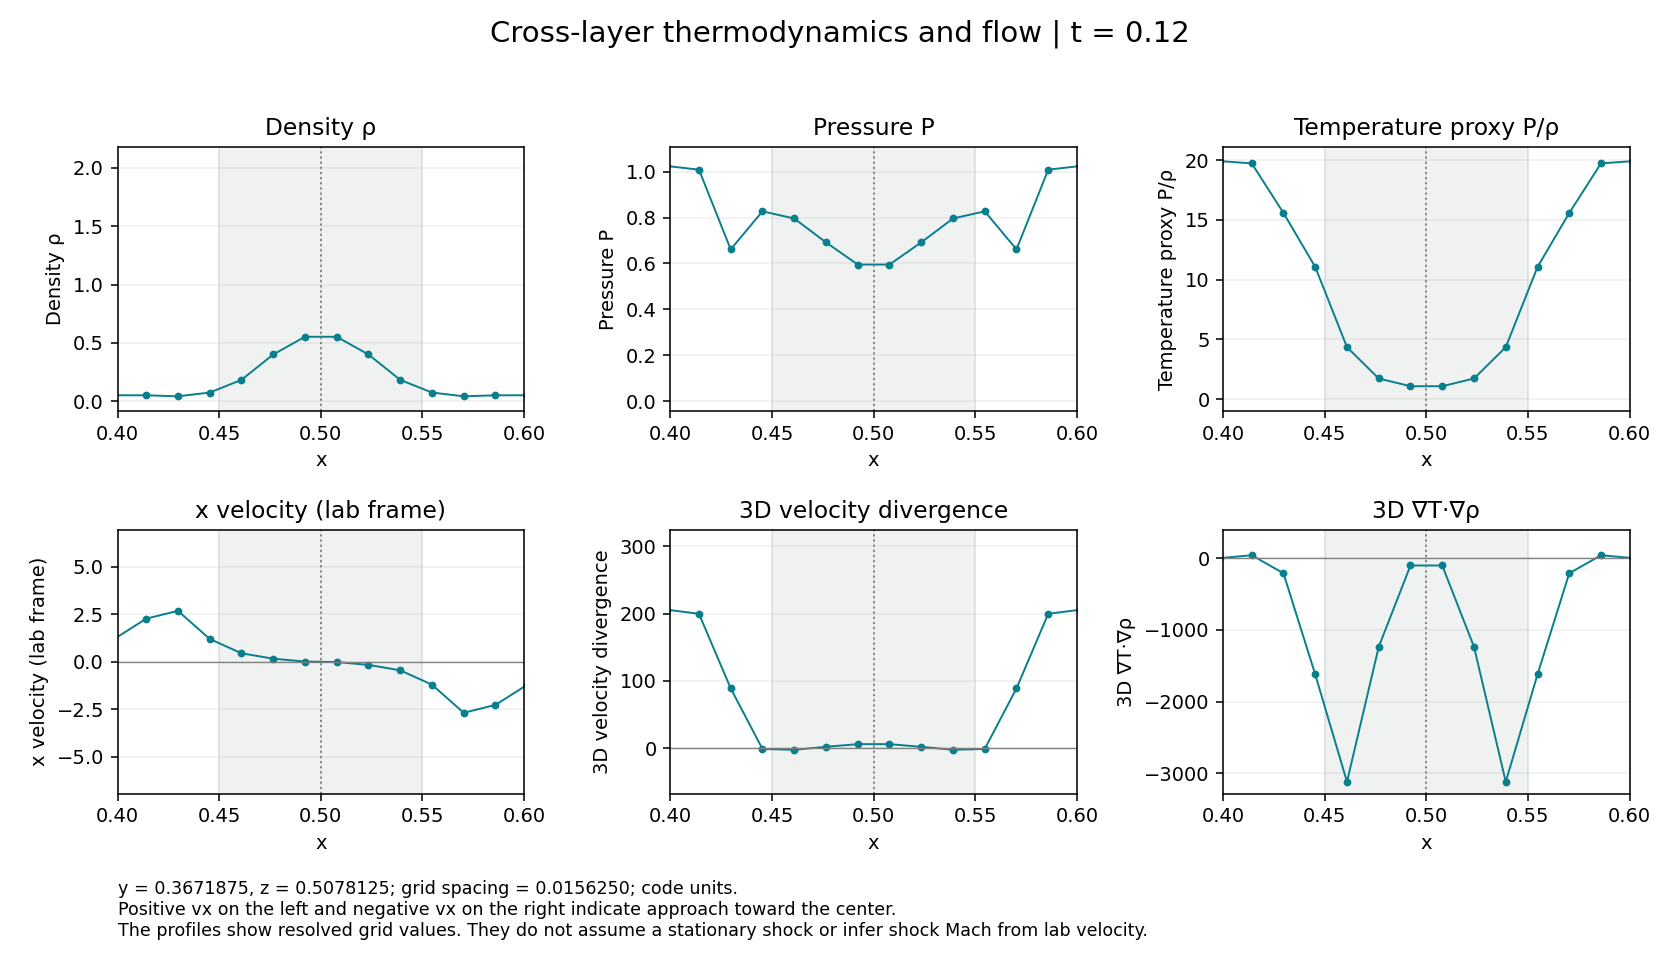 Cross-layer thermodynamics and flow | t = 0.12
Density ρ
Density ρ
2.0
1.5
1.0
0.5
0.0
0.40
0.45
0.50
0.55
0.60
x
Pressure P
Pressure P
1.0
0.8
0.6
0.4
0.2
0.0
0.40
0.45
0.50
0.55
0.60
x
Temperature proxy P/ρ
Temperature proxy P/ρ
20
15
10
5
0
0.40
0.45
0.50
0.55
0.60
x
x velocity (lab frame)
x velocity (lab frame)
5.0
2.5
0.0
−2.5
−5.0
0.40
0.45
0.50
0.55
0.60
x
3D velocity divergence
3D velocity divergence
300
200
100
0
0.40
0.45
0.50
0.55
0.60
x
3D ∇T·∇ρ
3D ∇T·∇ρ
0
−1000
−2000
−3000
0.40
0.45
0.50
0.55
0.60
x
y = 0.3671875, z = 0.5078125; grid spacing = 0.0156250; code units.
Positive vx on the left and negative vx on the right indicate approach toward the center.
The profiles show resolved grid values. They do not assume a stationary shock or infer shock Mach from lab velocity.